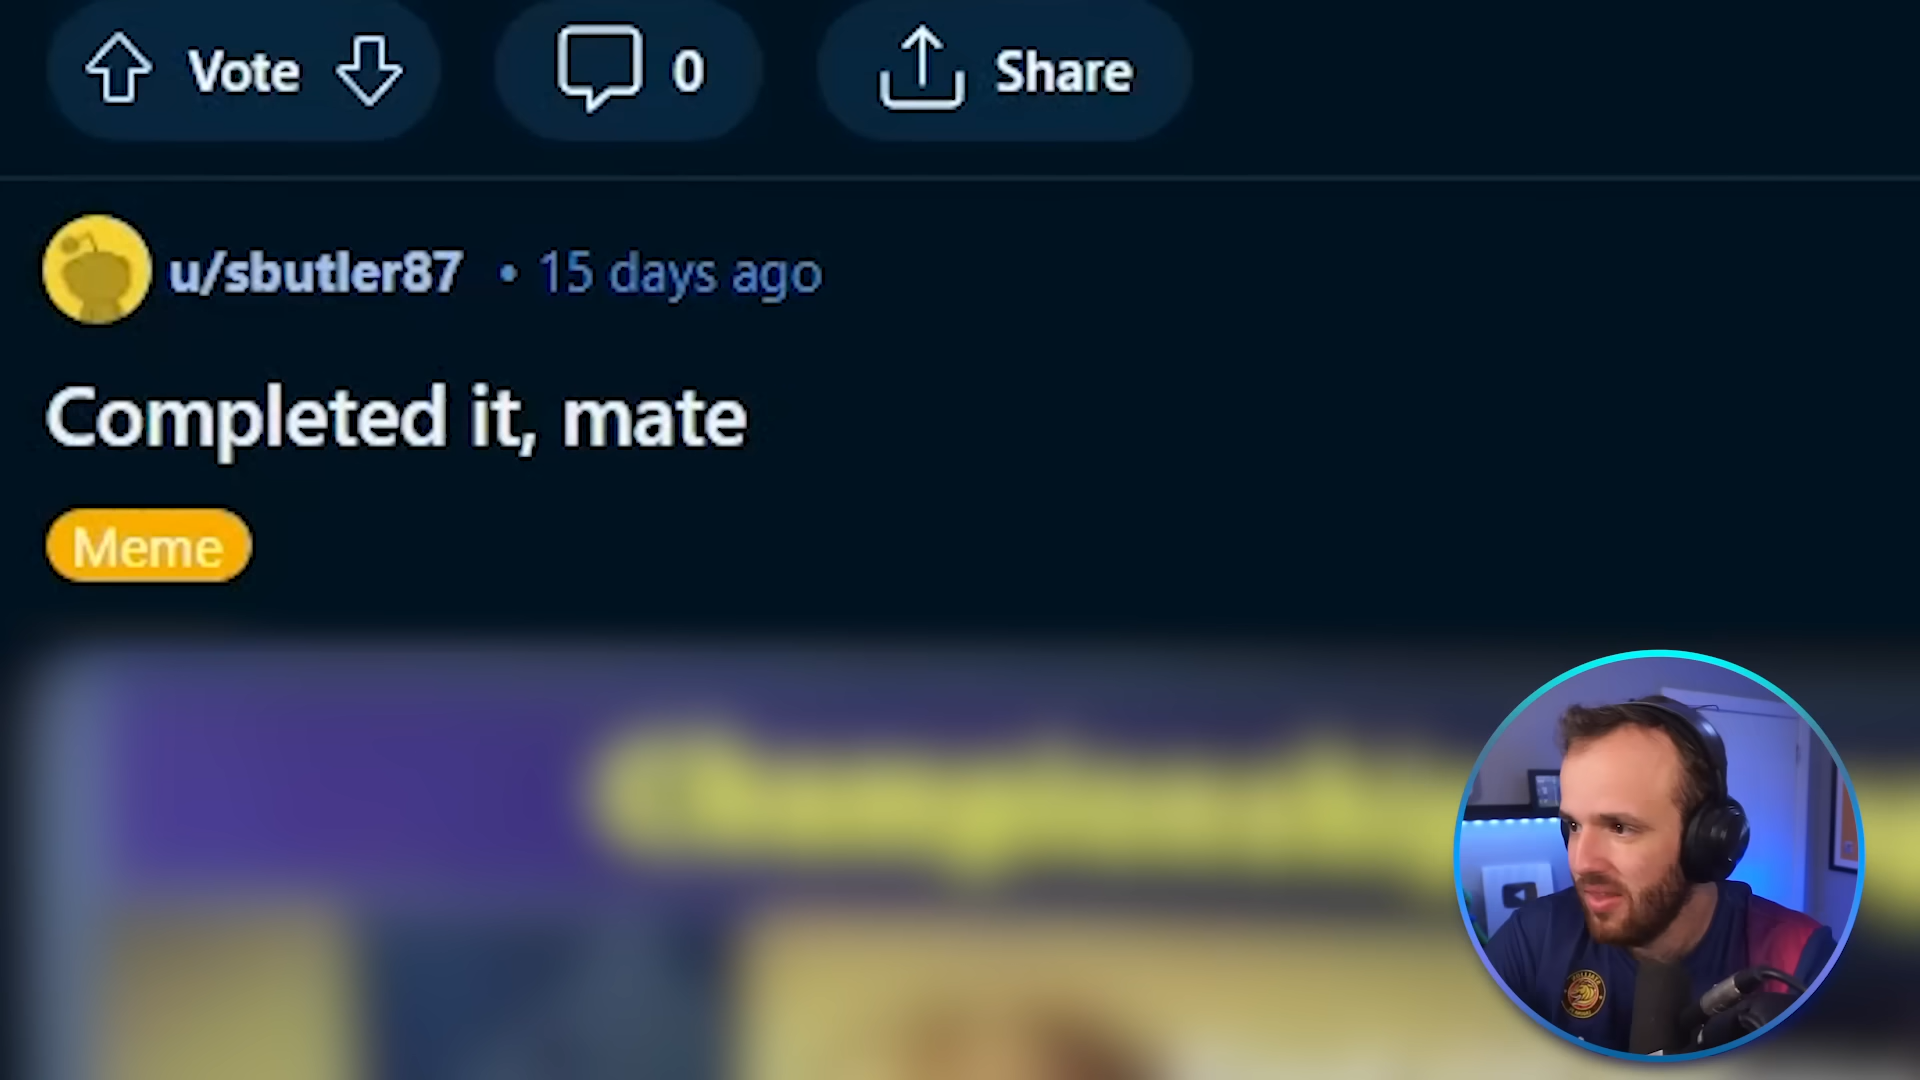 Vote
0
Share
u/sbutler87 • 15 days ago
Completed it, mate
Meme